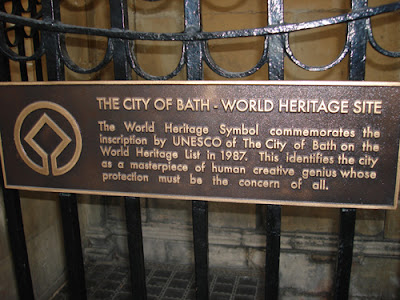 THE CITY OF BATH - WORLD HERITAGE SITE
The World Heritage Symbol commemorates the
inscription by UNESCO of The City of Bath on the
World Heritage List in 1987. This identifies the city
as a masterpiece of human creative genius whose
protection must be the concern of all.